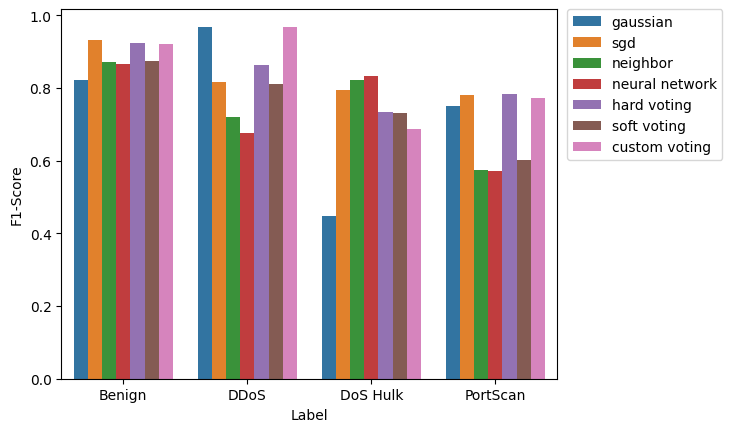 1.0
0.8
0.6
0.4
0.2
0.0
F1-Score
Benign
DDoS
DoS Hulk
PortScan
Label
gaussian
sgd
neighbor
neural network
hard voting
soft voting
custom voting